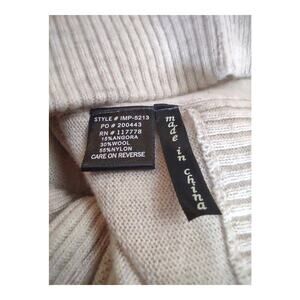 STYLE # IMP-5213
PO # 200443
RN # 117778
15%ANGORA
30%WOOL
55%NYLON
CARE ON REVERSE
made in china